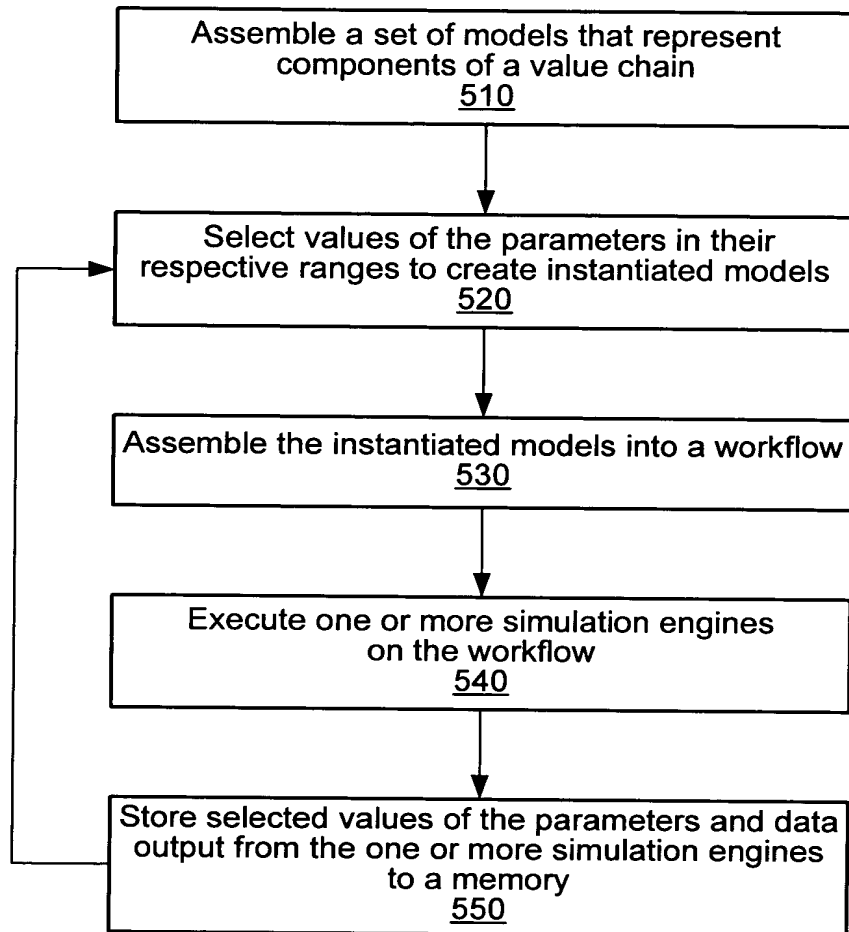 Assemble a set of models that represent
components of a value chain
510
Select values of the parameters in their
respective ranges to create instantiated models
520
Assemble the instantiated models into a workflow
530
Execute one or more simulation engines
on the workflow
540
Store selected values of the parameters and data
output from the one or more simulation engines
to a memory
550